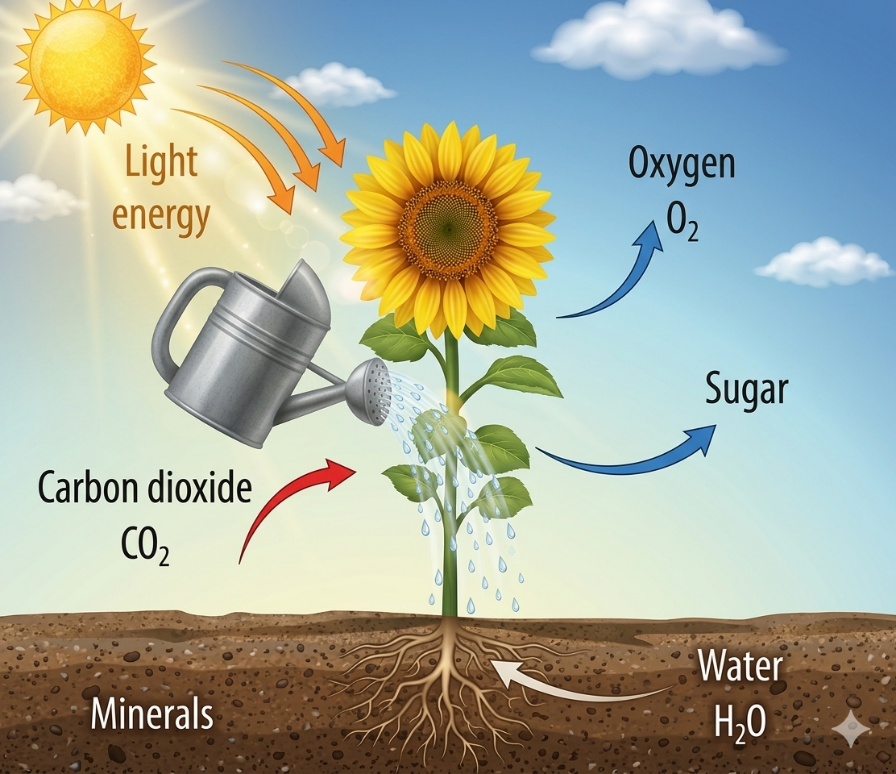 Light
energy
Oxygen
O₂
Sugar
Carbon dioxide
CO₂
Water
H₂O
Minerals